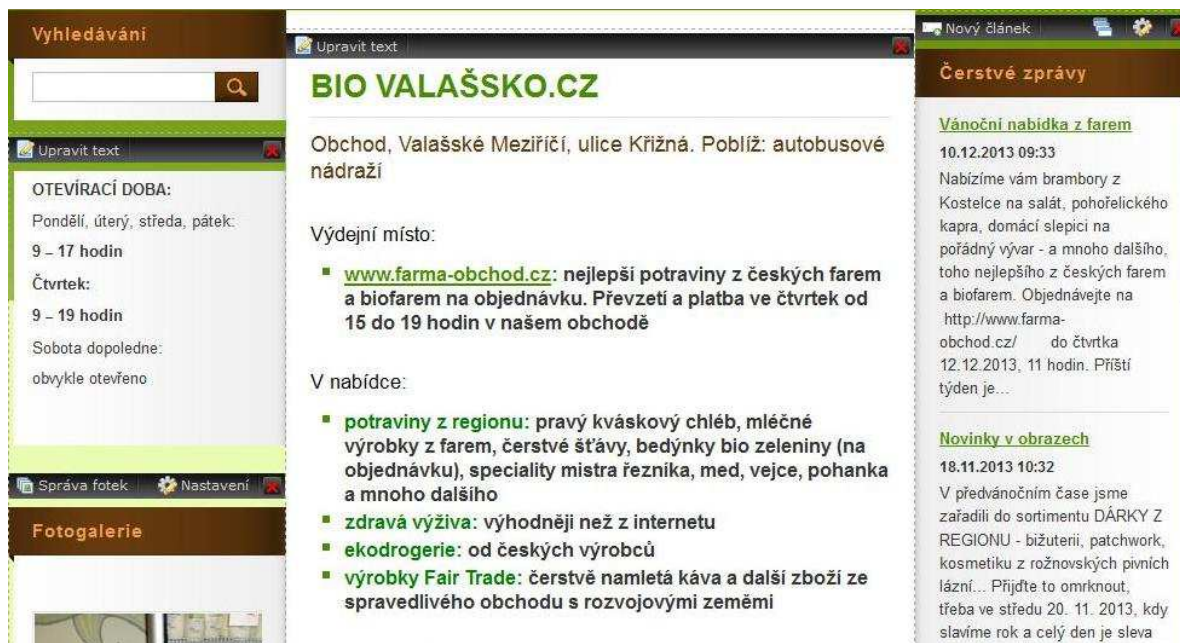 Vyhledávání
Upravit text
OTEVÍRACÍ DOBA:
Pondělí, úterý, středa, pátek:
9 – 17 hodin
Čtvrtek:
9 – 19 hodin
Sobota dopoledne:
obvykle otevřeno
Správa fotek
Nastavení
Fotogalerie
Upravit text
BIO VALAŠSKO.CZ
Obchod, Valašské Meziříčí, ulice Křižná. Poblíž: autobusové
nádraží
Výdejní místo:
www.farma-obchod.cz: nejlepší potraviny z českých farem
a biofarem na objednávku. Převzetí a platba ve čtvrtek od
15 do 19 hodin v našem obchodě
V nabídce:
potraviny z regionu: pravý kváskový chléb, mléčné
výrobky z farem, čerstvé šťávy, bedýnky bio zeleniny (na
objednávku), speciality mistra řezníka, med, vejce, pohanka
a mnoho dalšího
zdravá výživa: výhodněji než z internetu
ekodrogerie: od českých výrobců
výrobky Fair Trade: čerstvě namletá káva a další zboží ze
spravedlivého obchodu s rozvojovými zeměmi
Nový článek
Čerstvé zprávy
Vánoční nabídka z farem
10.12.2013 09:33
Nabízíme vám brambory z
Kostelce na salát, pohořelického
kapra, domácí slepici na
pořádný vývar - a mnoho dalšího,
toho nejlepšího z českých farem
a biofarem. Objednávejte na
http://www.farma-
obchod.cz/ do čtvrtka
12.12.2013, 11 hodin. Příští
týden je...
Novinky v obrazech
18.11.2013 10:32
V předvánočním čase jsme
zařadili do sortimentu DÁRKY Z
REGIONU - bižuterii, patchwork,
kosmetiku z rožnovských pivních
lázní... Přijďte to omrknout,
třeba ve středu 20. 11. 2013, kdy
slavíme rok a celý den je sleva